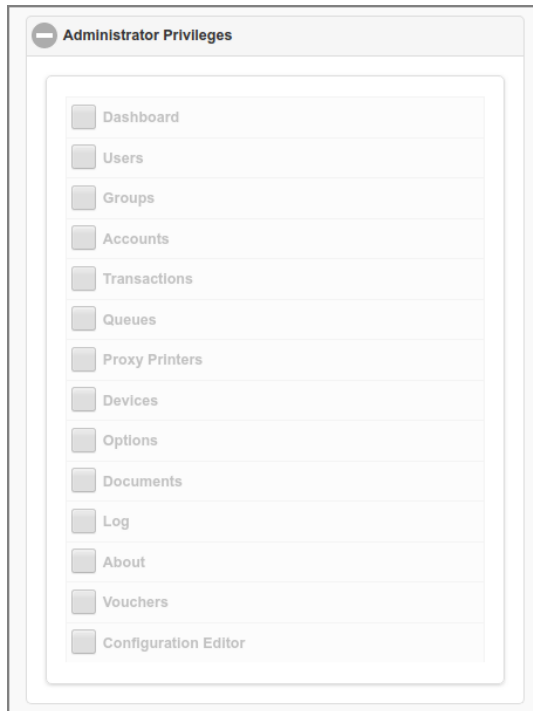 Administrator Privileges
Dashboard
Users
Groups
Accounts
Transactions
Queues
Proxy Printers
Devices
Options
Documents
Log
About
Vouchers
Configuration Editor